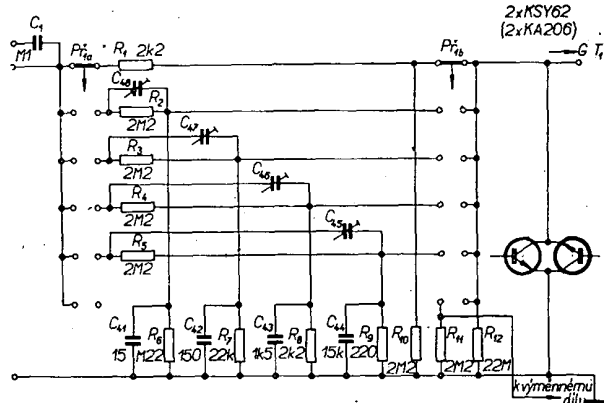 2xKSY62
(2xKA206)
C1
M1
Př1a
R1 2k2
Př1b
G T1
C48
R2
2M2
C47
R3
2M2
C46
R4
2M2
C45
R5
2M2
C41
15
R6
M22
C42
150
R7
22k
C43
1k5
R8
2k2
C44
15k
R9
220
R10
2M2
R11
2M2
R12
22M
k výmennému
dílu